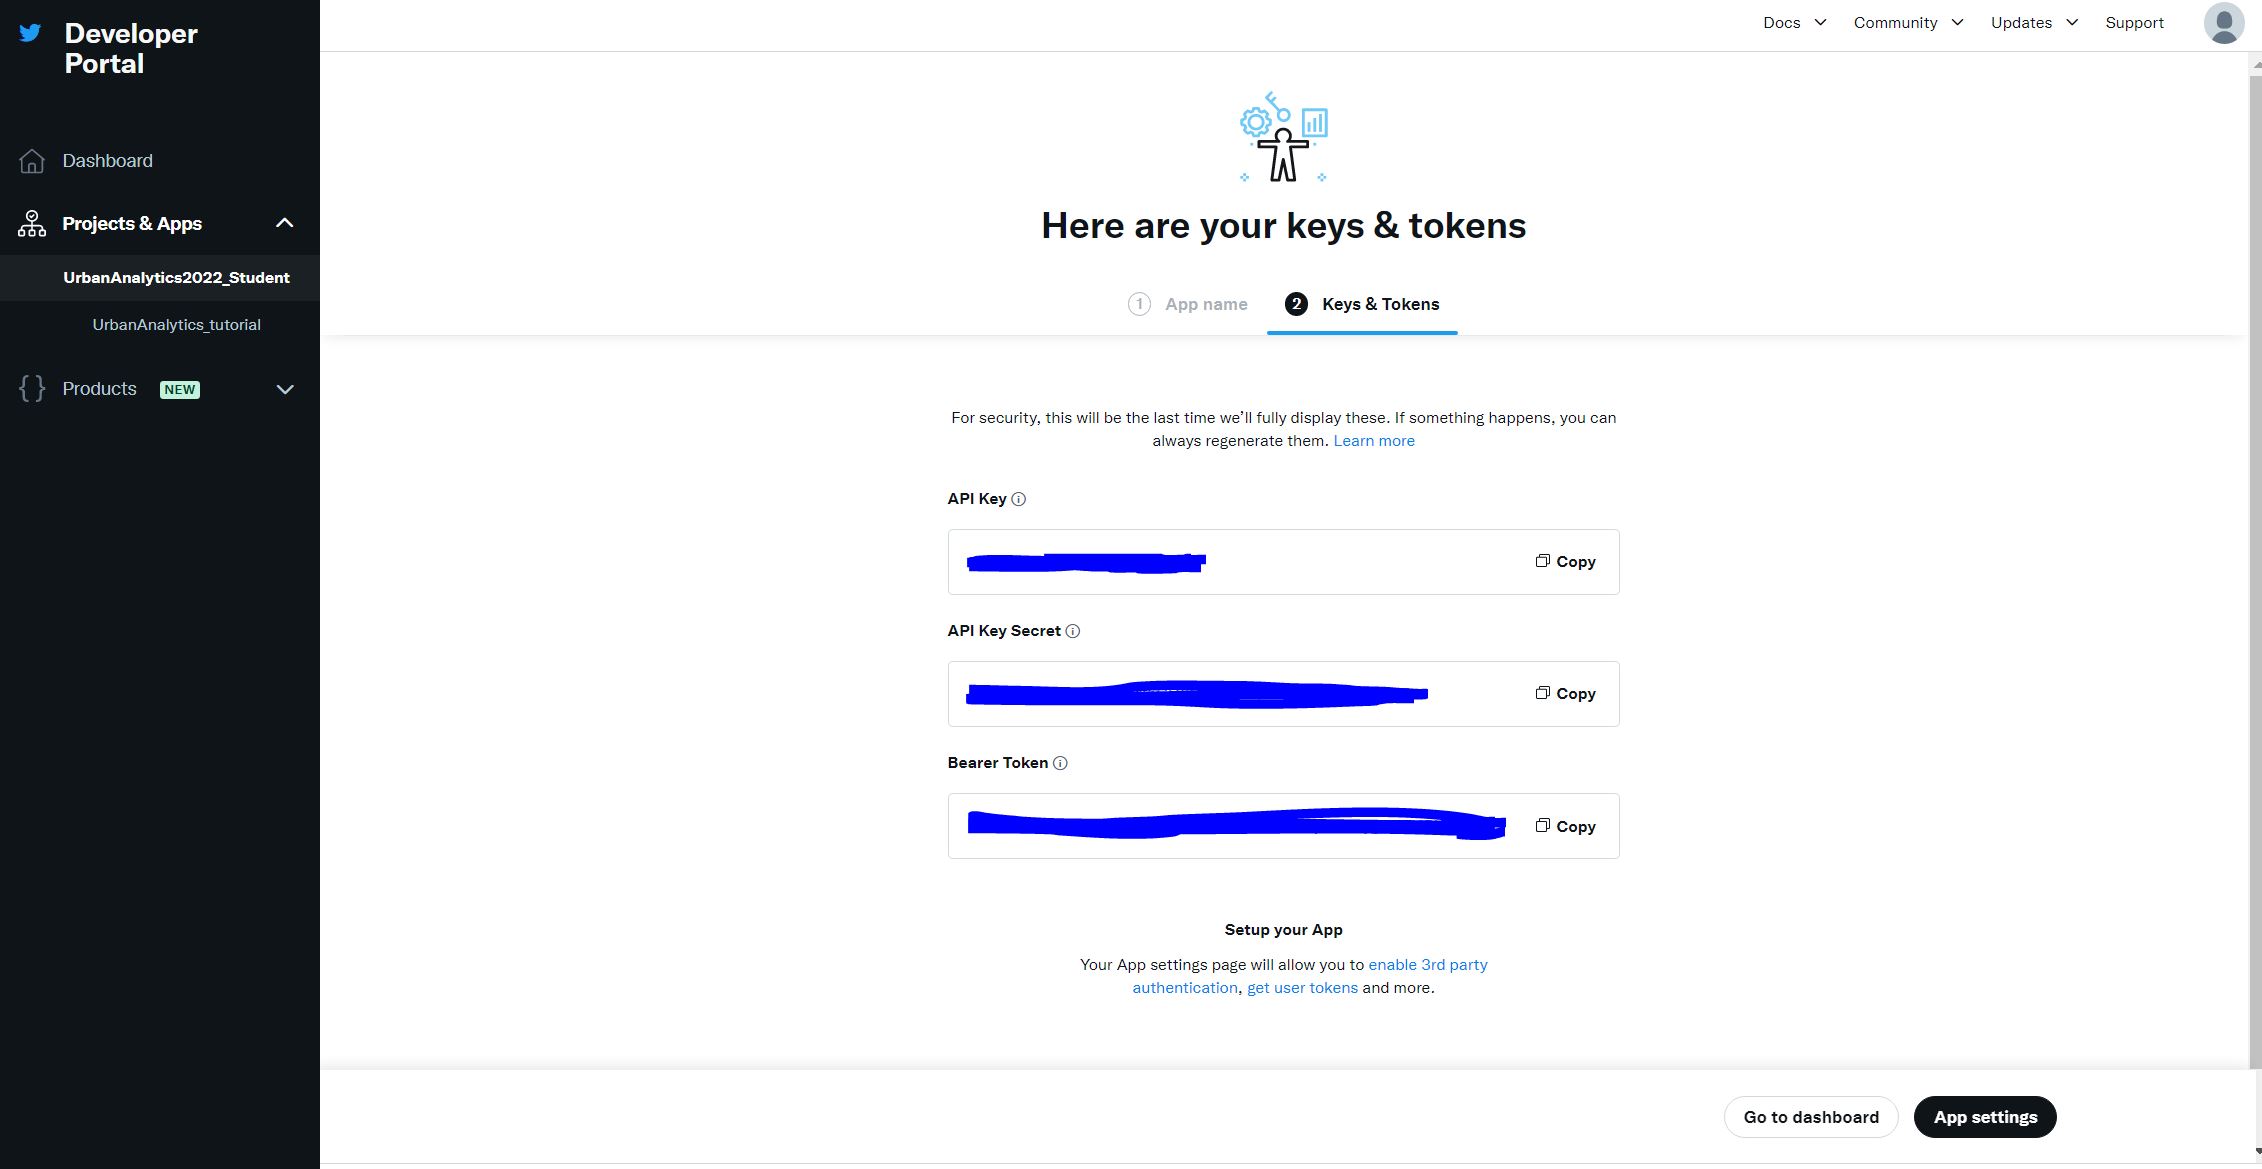 Developer
Portal
Docs
Community
Updates
Support
Dashboard
Projects & Apps
UrbanAnalytics2022_Student
UrbanAnalytics_tutorial
{ } Products NEW
Here are your keys & tokens
1 App name
2 Keys & Tokens
For security, this will be the last time we’ll fully display these. If something happens, you can
always regenerate them. Learn more
API Key
Copy
API Key Secret
Copy
Bearer Token
Copy
Setup your App
Your App settings page will allow you to enable 3rd party
authentication, get user tokens and more.
Go to dashboard
App settings